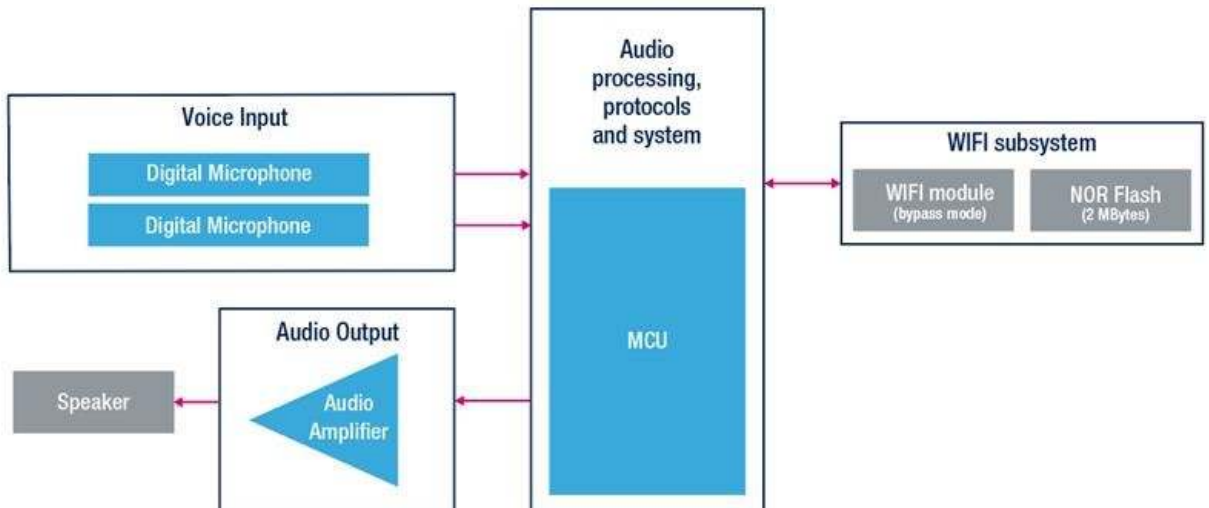 Voice Input
Digital Microphone
Digital Microphone
Audio Output
Audio
Amplifier
Speaker
Audio
processing,
protocols
and system
MCU
WIFI subsystem
WIFI module
(bypass mode)
NOR Flash
(2 MBytes)